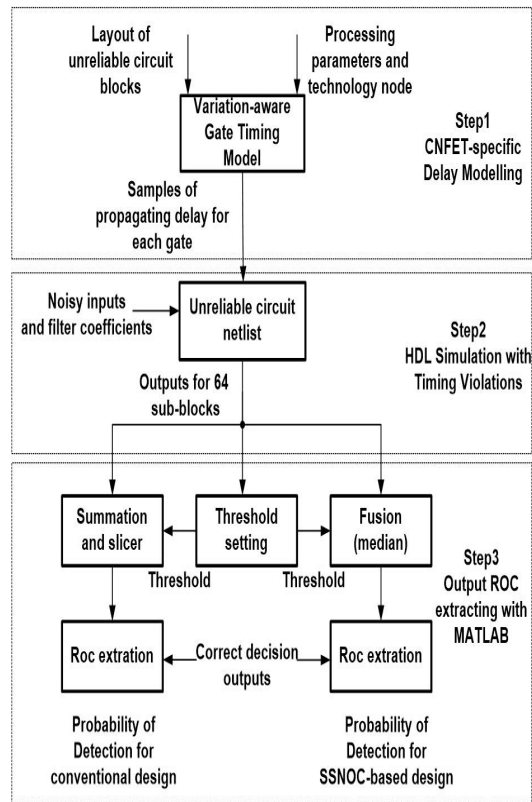 Layout of
unreliable circuit
blocks
Processing
parameters and
technology node
Variation-aware
Gate Timing
Model
Step1
CNFET-specific
Delay Modelling
Samples of
propagating delay for
each gate
Noisy inputs
and filter coefficients
Unreliable circuit
netlist
Step2
HDL Simulation with
Timing Violations
Outputs for 64
sub-blocks
Summation
and slicer
Threshold
setting
Fusion
(median)
Threshold
Threshold
Step3
Output ROC
extracting with
MATLAB
Roc extration
Correct decision
outputs
Roc extration
Probability of
Detection for
conventional design
Probability of
Detection for
SSNOC-based design